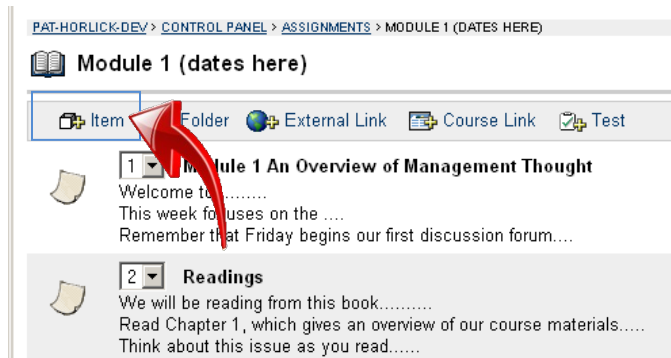 PAT-HORLICK-DEV > CONTROL PANEL > ASSIGNMENTS > MODULE 1 (DATES HERE)
Module 1 (dates here)
Item Folder External Link Course Link Test
1 Module 1 An Overview of Management Thought
Welcome to ........
This week focuses on the ....
Remember that Friday begins our first discussion forum....
2 Readings
We will be reading from this book..........
Read Chapter 1, which gives an overview of our course materials.....
Think about this issue as you read......